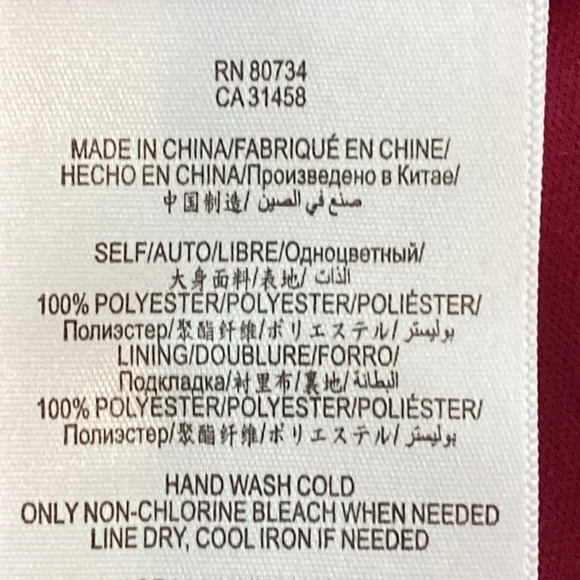 RN 80734
CA 31458
MADE IN CHINA/FABRIQUÉ EN CHINE/
HECHO EN CHINA/Произведено в Китае/
中国制造/ صنع في الصين
SELF/AUTO/LIBRE/Одноцветный/
大身面料/表地/ الذات
100% POLYESTER/POLYESTER/POLIÉSTER/
Полиэстер/聚酯纤维/ポリエステル/ بوليستر
LINING/DOUBLURE/FORRO/
Подкладка/衬里布/裏地/ البطانة
100% POLYESTER/POLYESTER/POLIÉSTER/
Полиэстер/聚酯纤维/ポリエステル/ بوليستر
HAND WASH COLD
ONLY NON-CHLORINE BLEACH WHEN NEEDED
LINE DRY, COOL IRON IF NEEDED